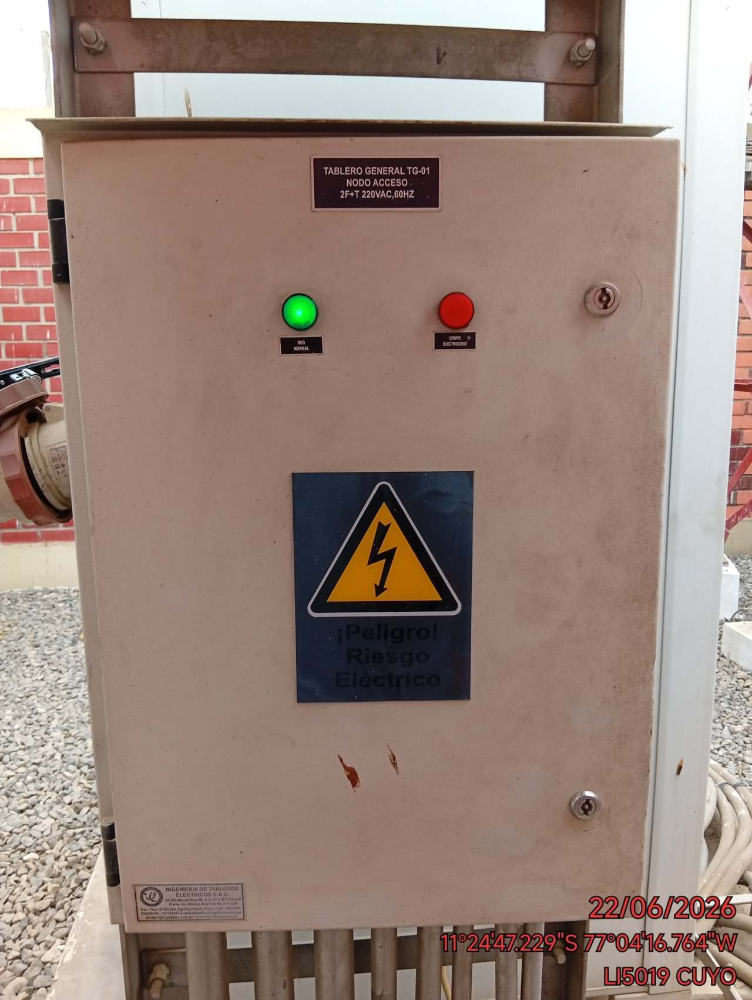 TABLERO GENERAL TG-01
NODO ACCESO
2F+T 220VAC,60HZ
RED
NORMAL
GRUPO
ELECTROGENO
Schneider
¡Peligro!
Riesgo
Eléctrico
INGENIERIA DE TABLEROS
ELECTRICOS S.A.C.
22/06/2026
11°24'47.229"S 77°04'16.764"W
LI5019 CUYO